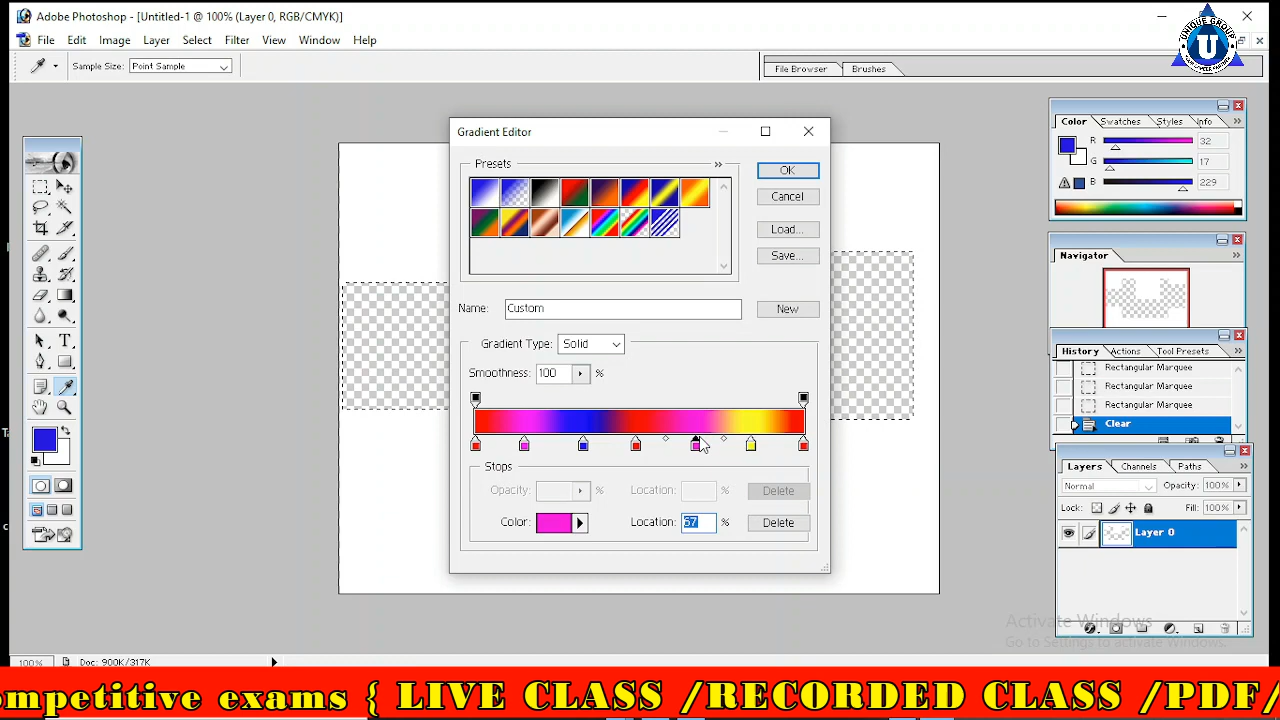 Adobe Photoshop - [Untitled-1 @ 100% (Layer 0, RGB/CMYK)]
File Edit Image Layer Select Filter View Window Help
Sample Size: Point Sample
File Browser Brushes
UNIQUE GROUP
U
Color Swatches Styles Info
R 32
G 17
B 229
Navigator
History Actions Tool Presets
Rectangular Marquee
Rectangular Marquee
Rectangular Marquee
Clear
Layers Channels Paths
Normal Opacity: 100%
Lock: Fill: 100%
Layer 0
Gradient Editor
Presets
OK
Cancel
Load...
Save...
Name: Custom New
Gradient Type: Solid
Smoothness: 100 %
Stops
Opacity: % Location: % Delete
Color: Location: 67 % Delete
Activate Windows
Go to Settings to activate Windows.
100% Doc: 900K/317K
ompetitive exams { LIVE CLASS /RECORDED CLASS /PDF/